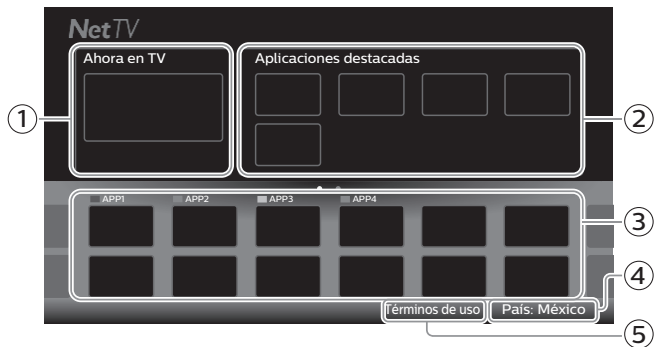 NetTV
Ahora en TV
Aplicaciones destacadas
①
②
APP1 APP2 APP3 APP4
③
④
Términos de uso País: México
⑤